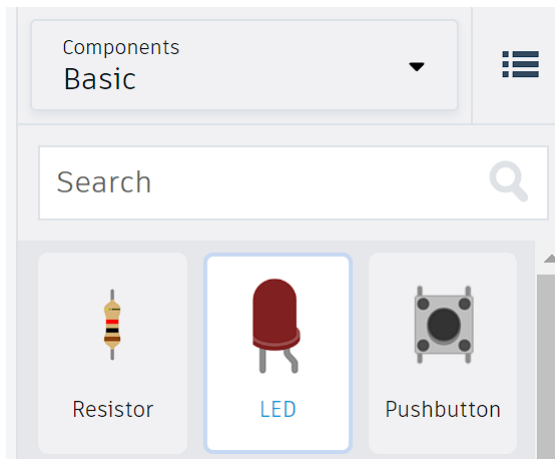 Components
Basic
Search
Resistor
LED
Pushbutton